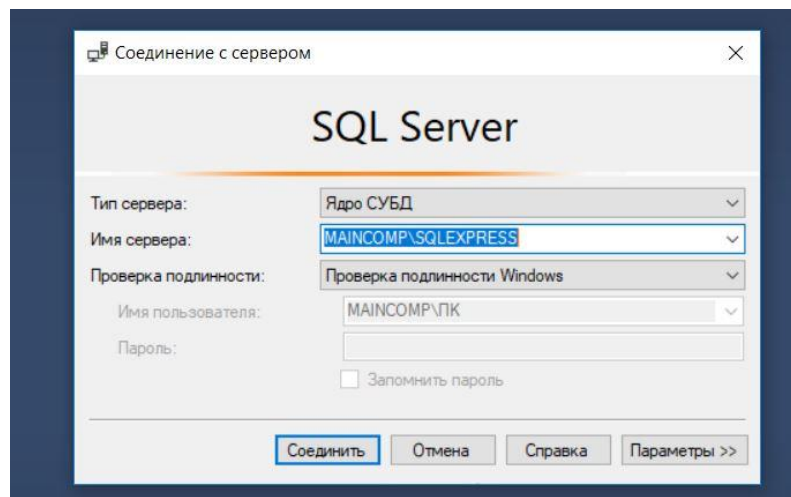 Соединение с сервером
SQL Server
Тип сервера: Ядро СУБД
Имя сервера: MAINCOMP\SQLEXPRESS
Проверка подлинности: Проверка подлинности Windows
Имя пользователя: MAINCOMP\ПК
Пароль:
Запомнить пароль
Соединить Отмена Справка Параметры >>